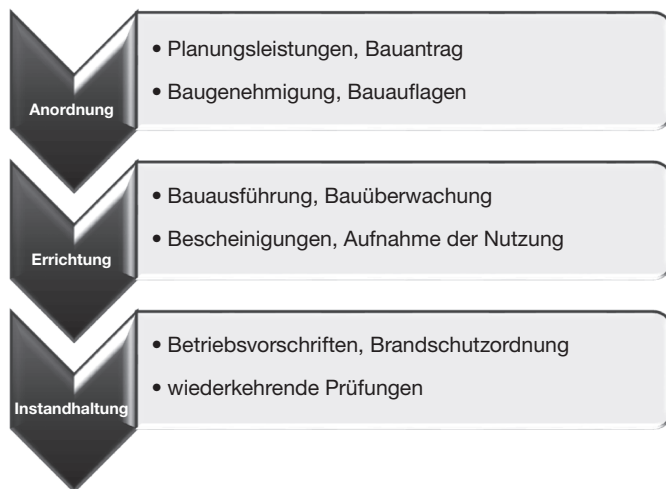 Anordnung
• Planungsleistungen, Bauantrag
• Baugenehmigung, Bauauflagen
Errichtung
• Bauausführung, Bauüberwachung
• Bescheinigungen, Aufnahme der Nutzung
Instandhaltung
• Betriebsvorschriften, Brandschutzordnung
• wiederkehrende Prüfungen